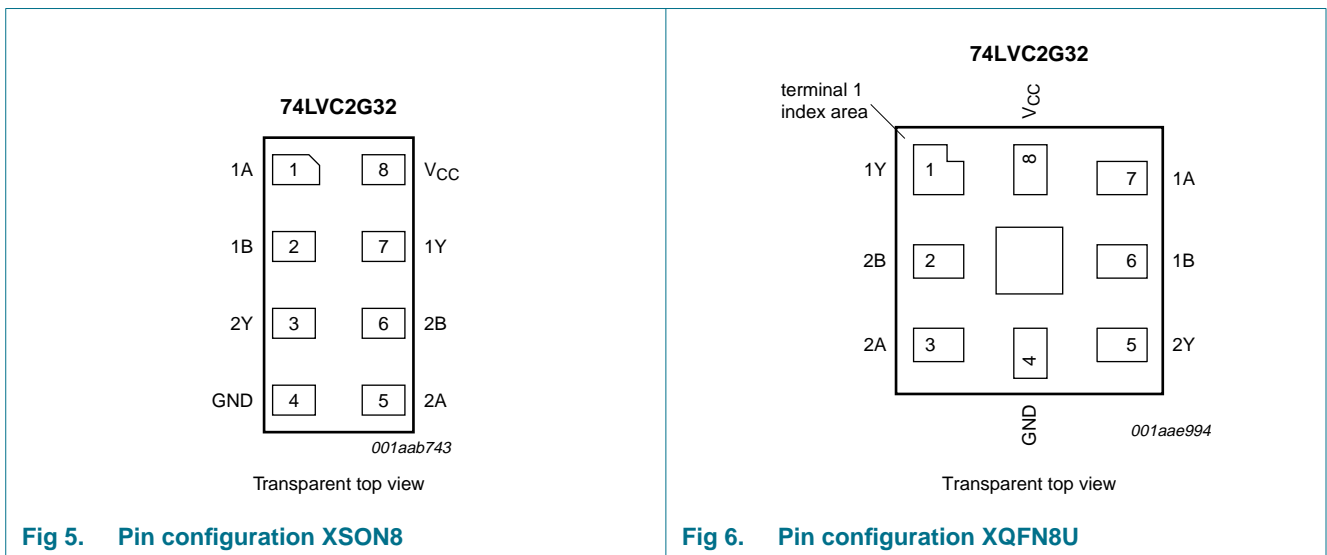 74LVC2G32
1A 1 8 VCC
1B 2 7 1Y
2Y 3 6 2B
GND 4 5 2A
001aab743
Transparent top view
Fig 5. Pin configuration XSON8
74LVC2G32
terminal 1
index area
VCC
1Y 1 8 7 1A
2B 2 6 1B
2A 3 4 5 2Y
GND
001aae994
Transparent top view
Fig 6. Pin configuration XQFN8U